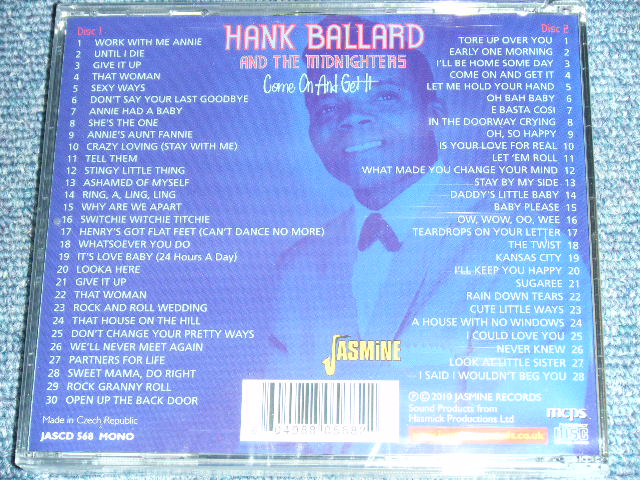 Disc 1
1 WORK WITH ME ANNIE
2 UNTIL I DIE
3 GIVE IT UP
4 THAT WOMAN
5 SEXY WAYS
6 DON'T SAY YOUR LAST GOODBYE
7 ANNIE HAD A BABY
8 SHE'S THE ONE
9 ANNIE'S AUNT FANNIE
10 CRAZY LOVING (STAY WITH ME)
11 TELL THEM
12 STINGY LITTLE THING
13 ASHAMED OF MYSELF
14 RING, A, LING, LING
15 WHY ARE WE APART
16 SWITCHIE WITCHIE TITCHIE
17 HENRY'S GOT FLAT FEET (CAN'T DANCE NO MORE)
18 WHATSOEVER YOU DO
19 IT'S LOVE BABY (24 Hours A Day)
20 LOOKA HERE
21 GIVE IT UP
22 THAT WOMAN
23 ROCK AND ROLL WEDDING
24 THAT HOUSE ON THE HILL
25 DON'T CHANGE YOUR PRETTY WAYS
26 WE'LL NEVER MEET AGAIN
27 PARTNERS FOR LIFE
28 SWEET MAMA, DO RIGHT
29 ROCK GRANNY ROLL
30 OPEN UP THE BACK DOOR
Made in Czech Republic
JASCD 568 MONO
HANK BALLARD
AND THE MIDNIGHTERS
Come On And Get It
Disc 2
TORE UP OVER YOU 1
EARLY ONE MORNING 2
I'LL BE HOME SOME DAY 3
COME ON AND GET IT 4
LET ME HOLD YOUR HAND 5
OH BAH BABY 6
E BASTA COSI 7
IN THE DOORWAY CRYING 8
OH, SO HAPPY 9
IS YOUR LOVE FOR REAL 10
LET 'EM ROLL 11
WHAT MADE YOU CHANGE YOUR MIND 12
STAY BY MY SIDE 13
DADDY'S LITTLE BABY 14
BABY PLEASE 15
OW, WOW, OO, WEE 16
TEARDROPS ON YOUR LETTER 17
THE TWIST 18
KANSAS CITY 19
I'LL KEEP YOU HAPPY 20
SUGAREE 21
RAIN DOWN TEARS 22
CUTE LITTLE WAYS 23
A HOUSE WITH NO WINDOWS 24
I COULD LOVE YOU 25
NEVER KNEW 26
LOOK AT LITTLE SISTER 27
I SAID I WOULDN'T BEG YOU 28
JASMINE
Ⓟ © 2010 JASMINE RECORDS
Sound Products from
Hasmick Productions Ltd
mcps
disc